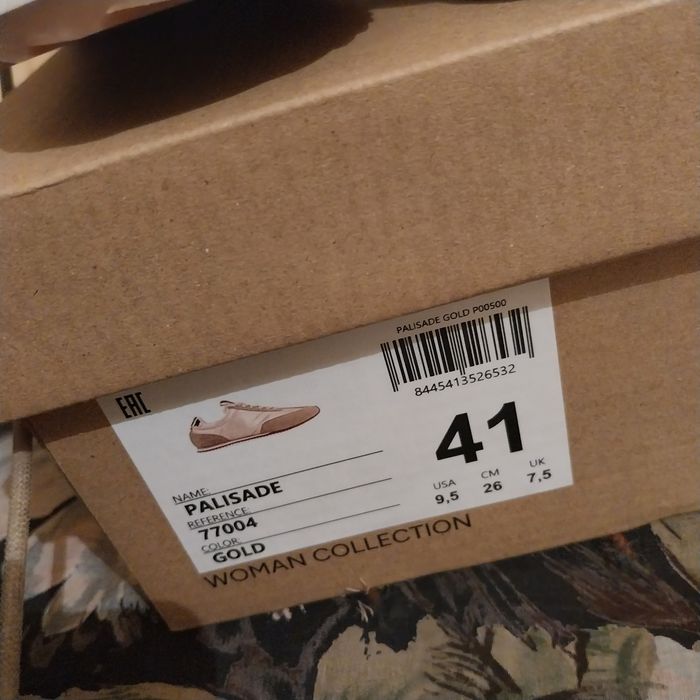 PALISADE GOLD P00500
8445413526532
EAC
41
USA CM UK
9,5 26 7,5
NAME:
PALISADE
REFERENCE:
77004
COLOR:
GOLD
WOMAN COLLECTION